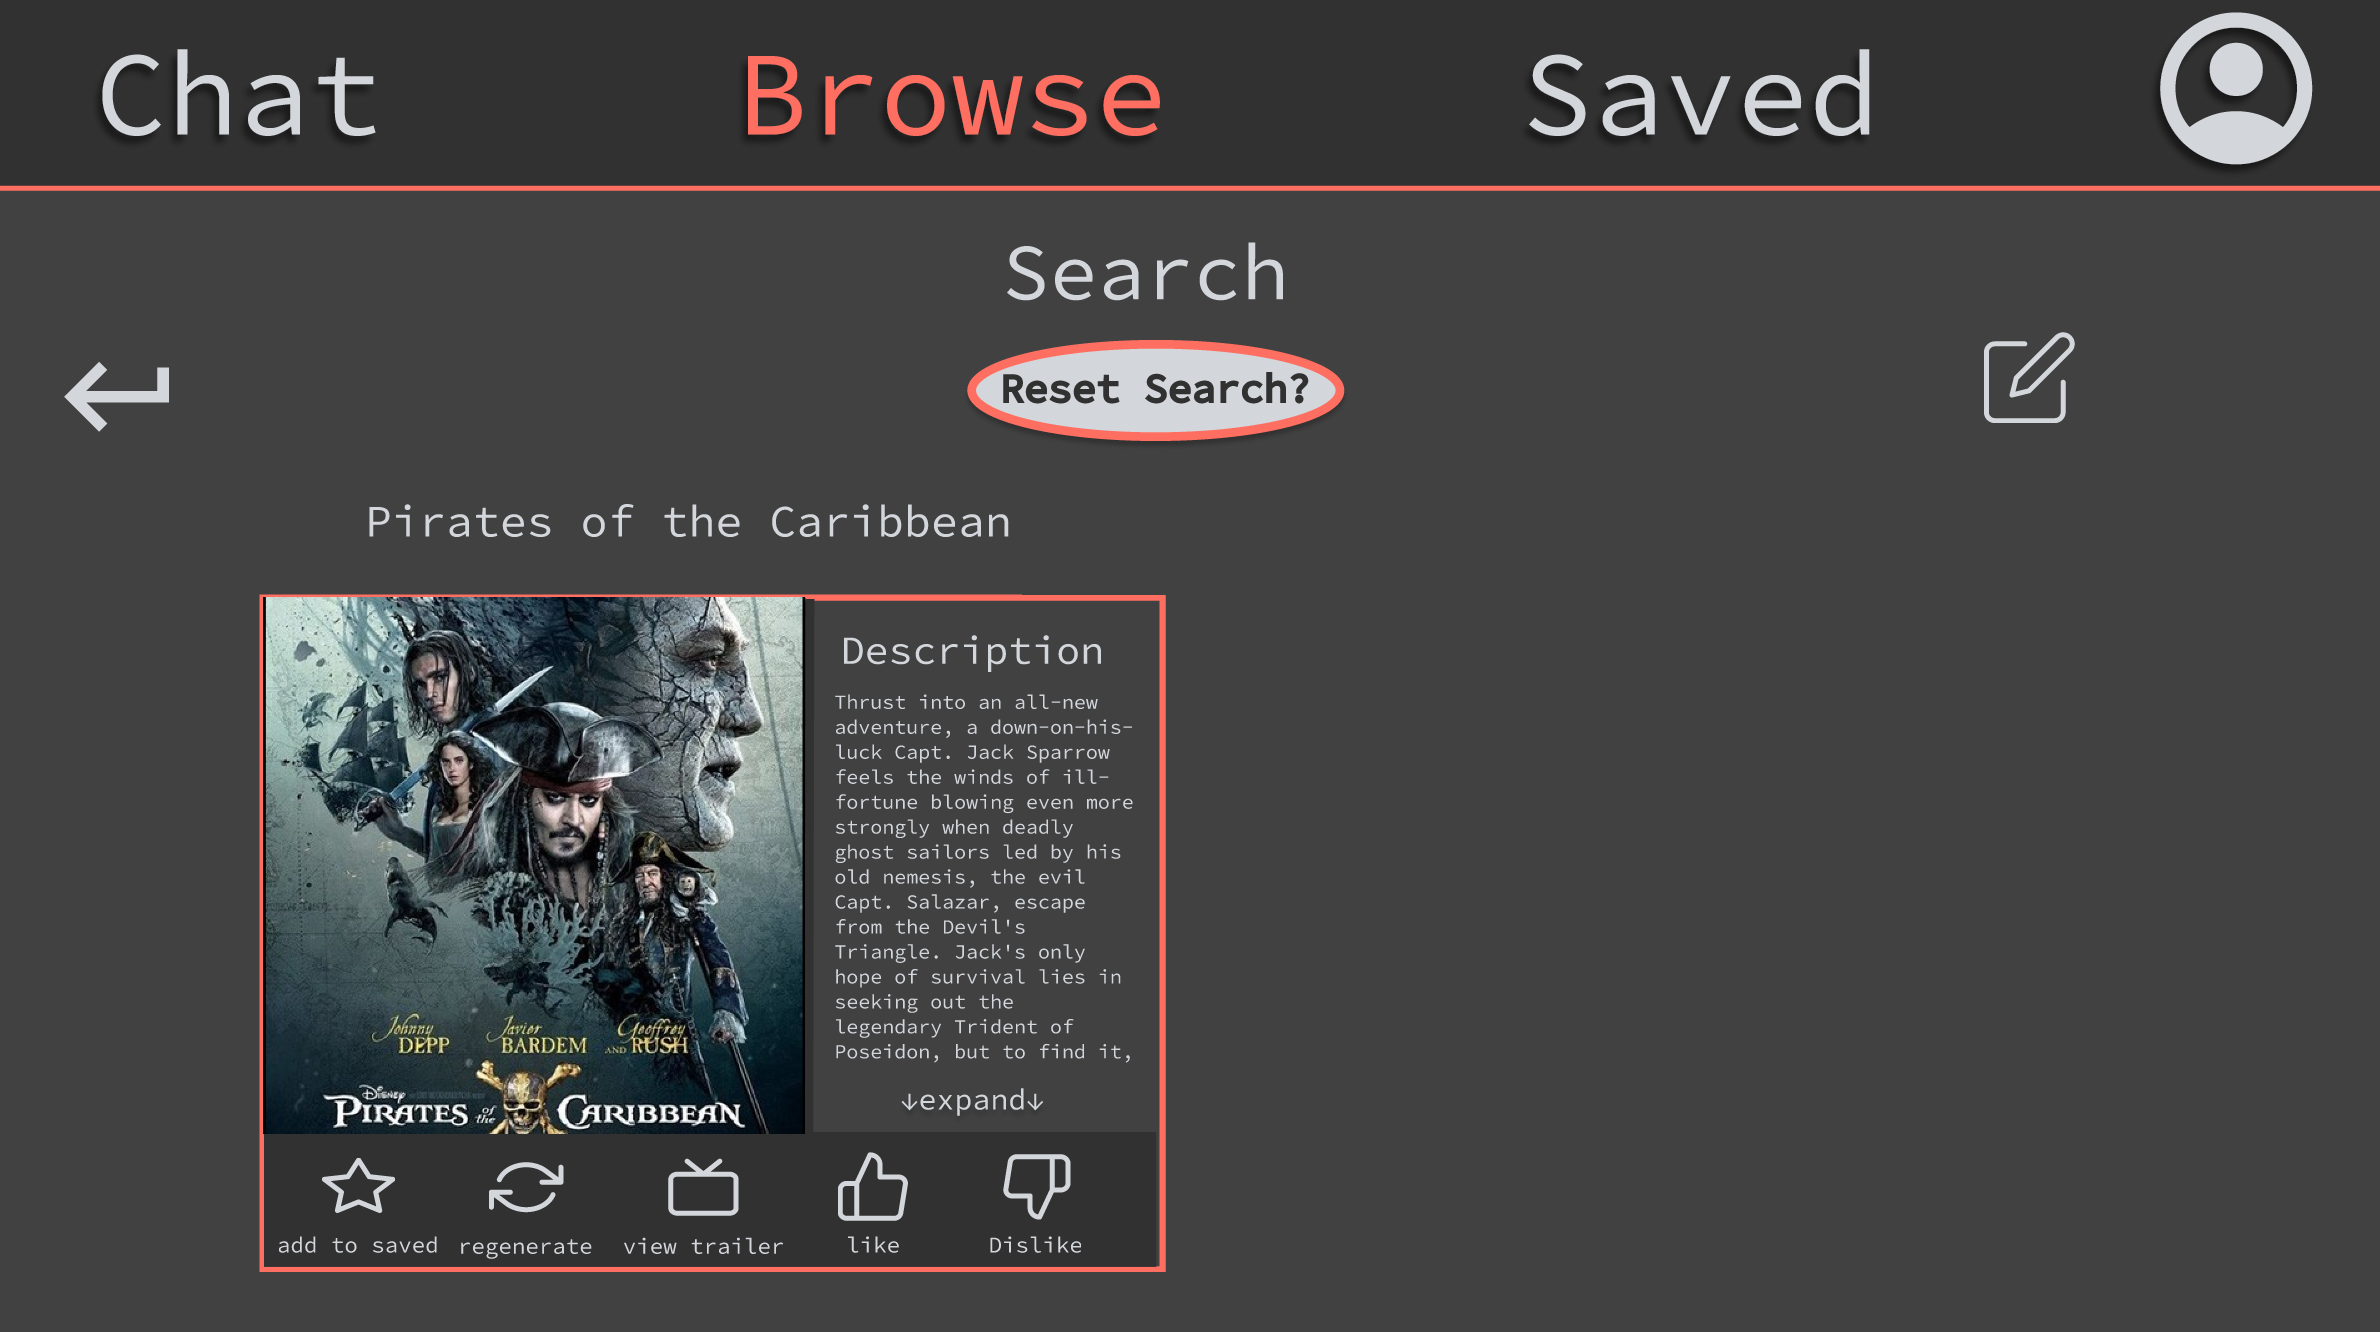 Chat Browse Saved
Search
Reset Search?
Pirates of the Caribbean
Description
Thrust into an all-new
adventure, a down-on-his-
luck Capt. Jack Sparrow
feels the winds of ill-
fortune blowing even more
strongly when deadly
ghost sailors led by his
old nemesis, the evil
Capt. Salazar, escape
from the Devil's
Triangle. Jack's only
hope of survival lies in
seeking out the
legendary Trident of
Poseidon, but to find it,
↓expand↓
Johnny DEPP Javier BARDEM AND Geoffrey RUSH
DISNEY
PIRATES of the CARIBBEAN
add to saved regenerate view trailer like Dislike